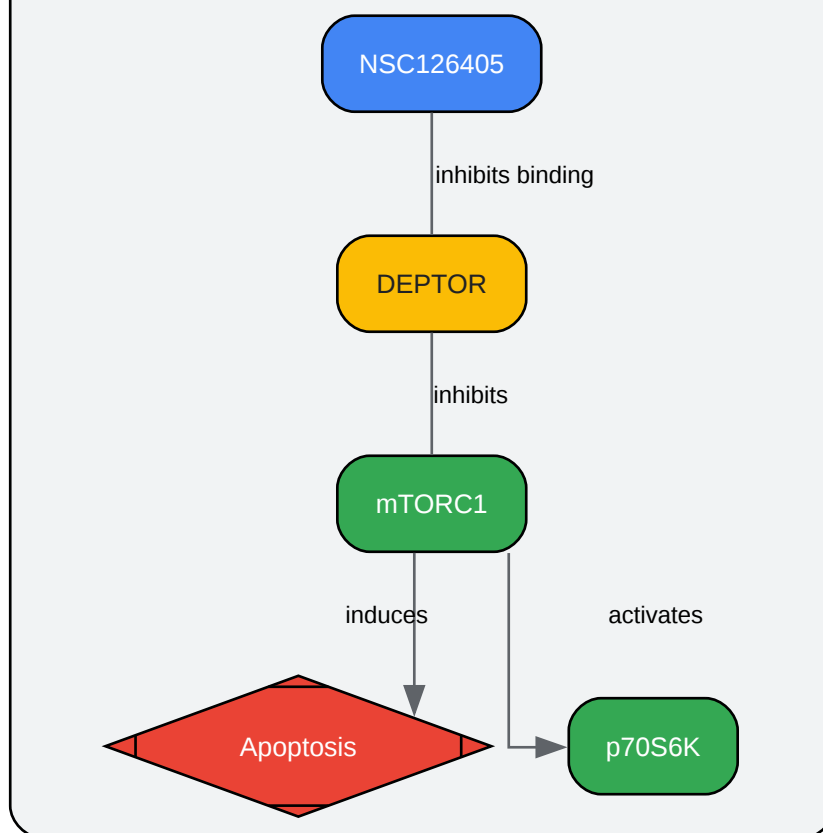 NSC126405
inhibits binding
DEPTOR
inhibits
mTORC1
induces
activates
Apoptosis
p70S6K